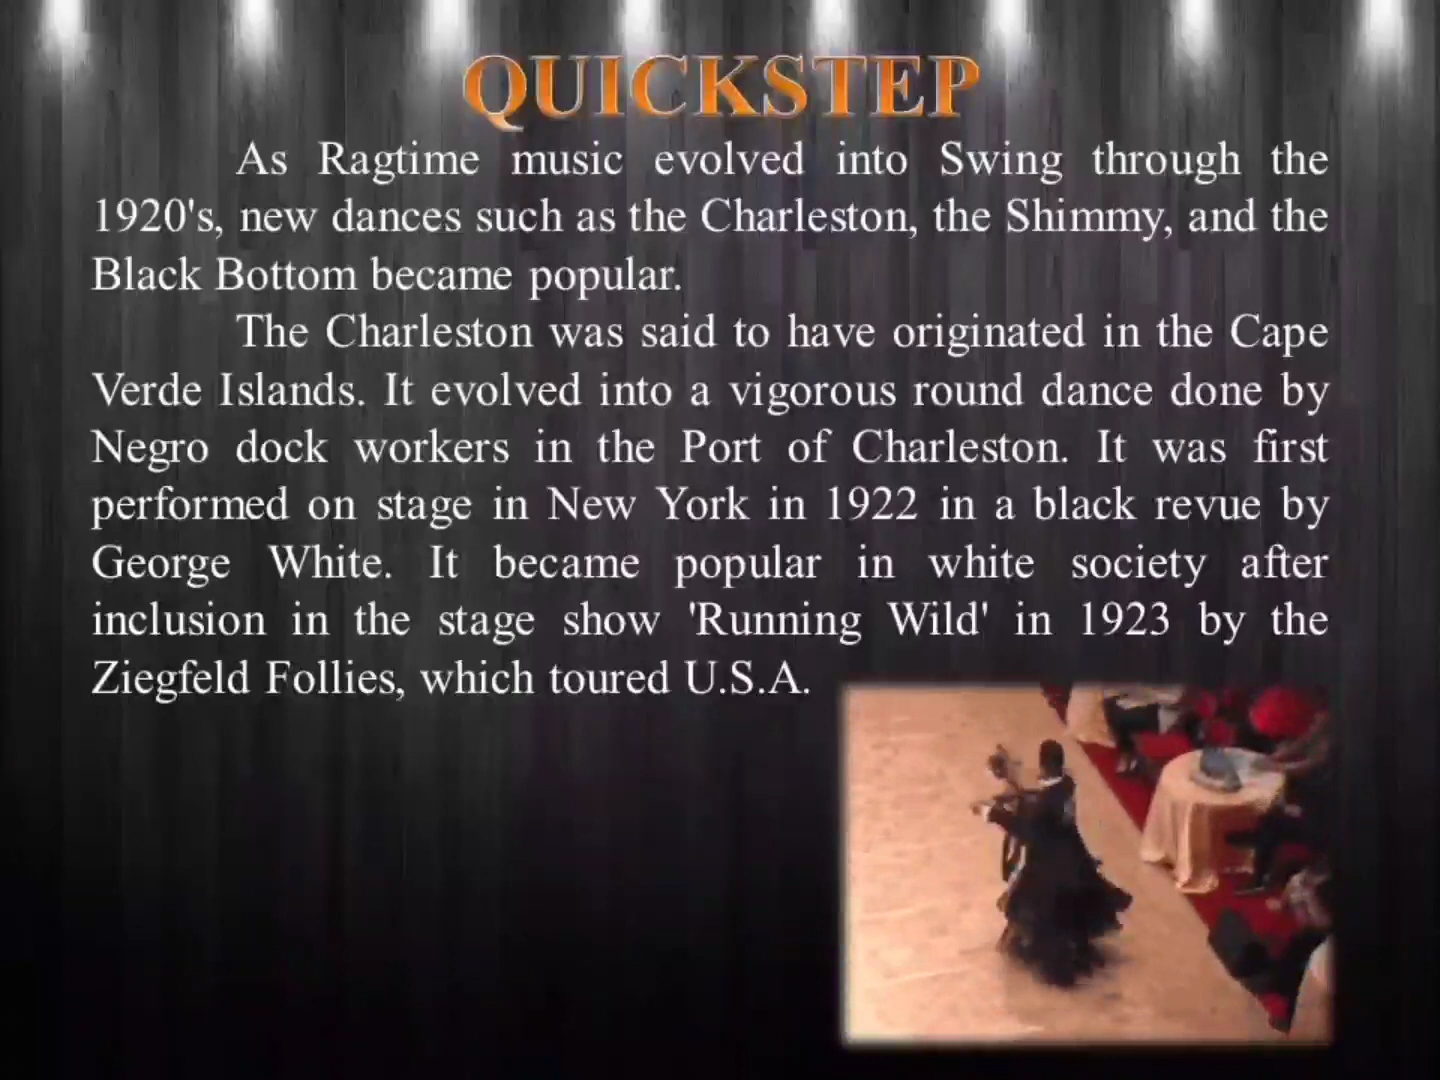 QUICKSTEP
As Ragtime music evolved into Swing through the
1920's, new dances such as the Charleston, the Shimmy, and the
Black Bottom became popular.
The Charleston was said to have originated in the Cape
Verde Islands. It evolved into a vigorous round dance done by
Negro dock workers in the Port of Charleston. It was first
performed on stage in New York in 1922 in a black revue by
George White. It became popular in white society after
inclusion in the stage show 'Running Wild' in 1923 by the
Ziegfeld Follies, which toured U.S.A.